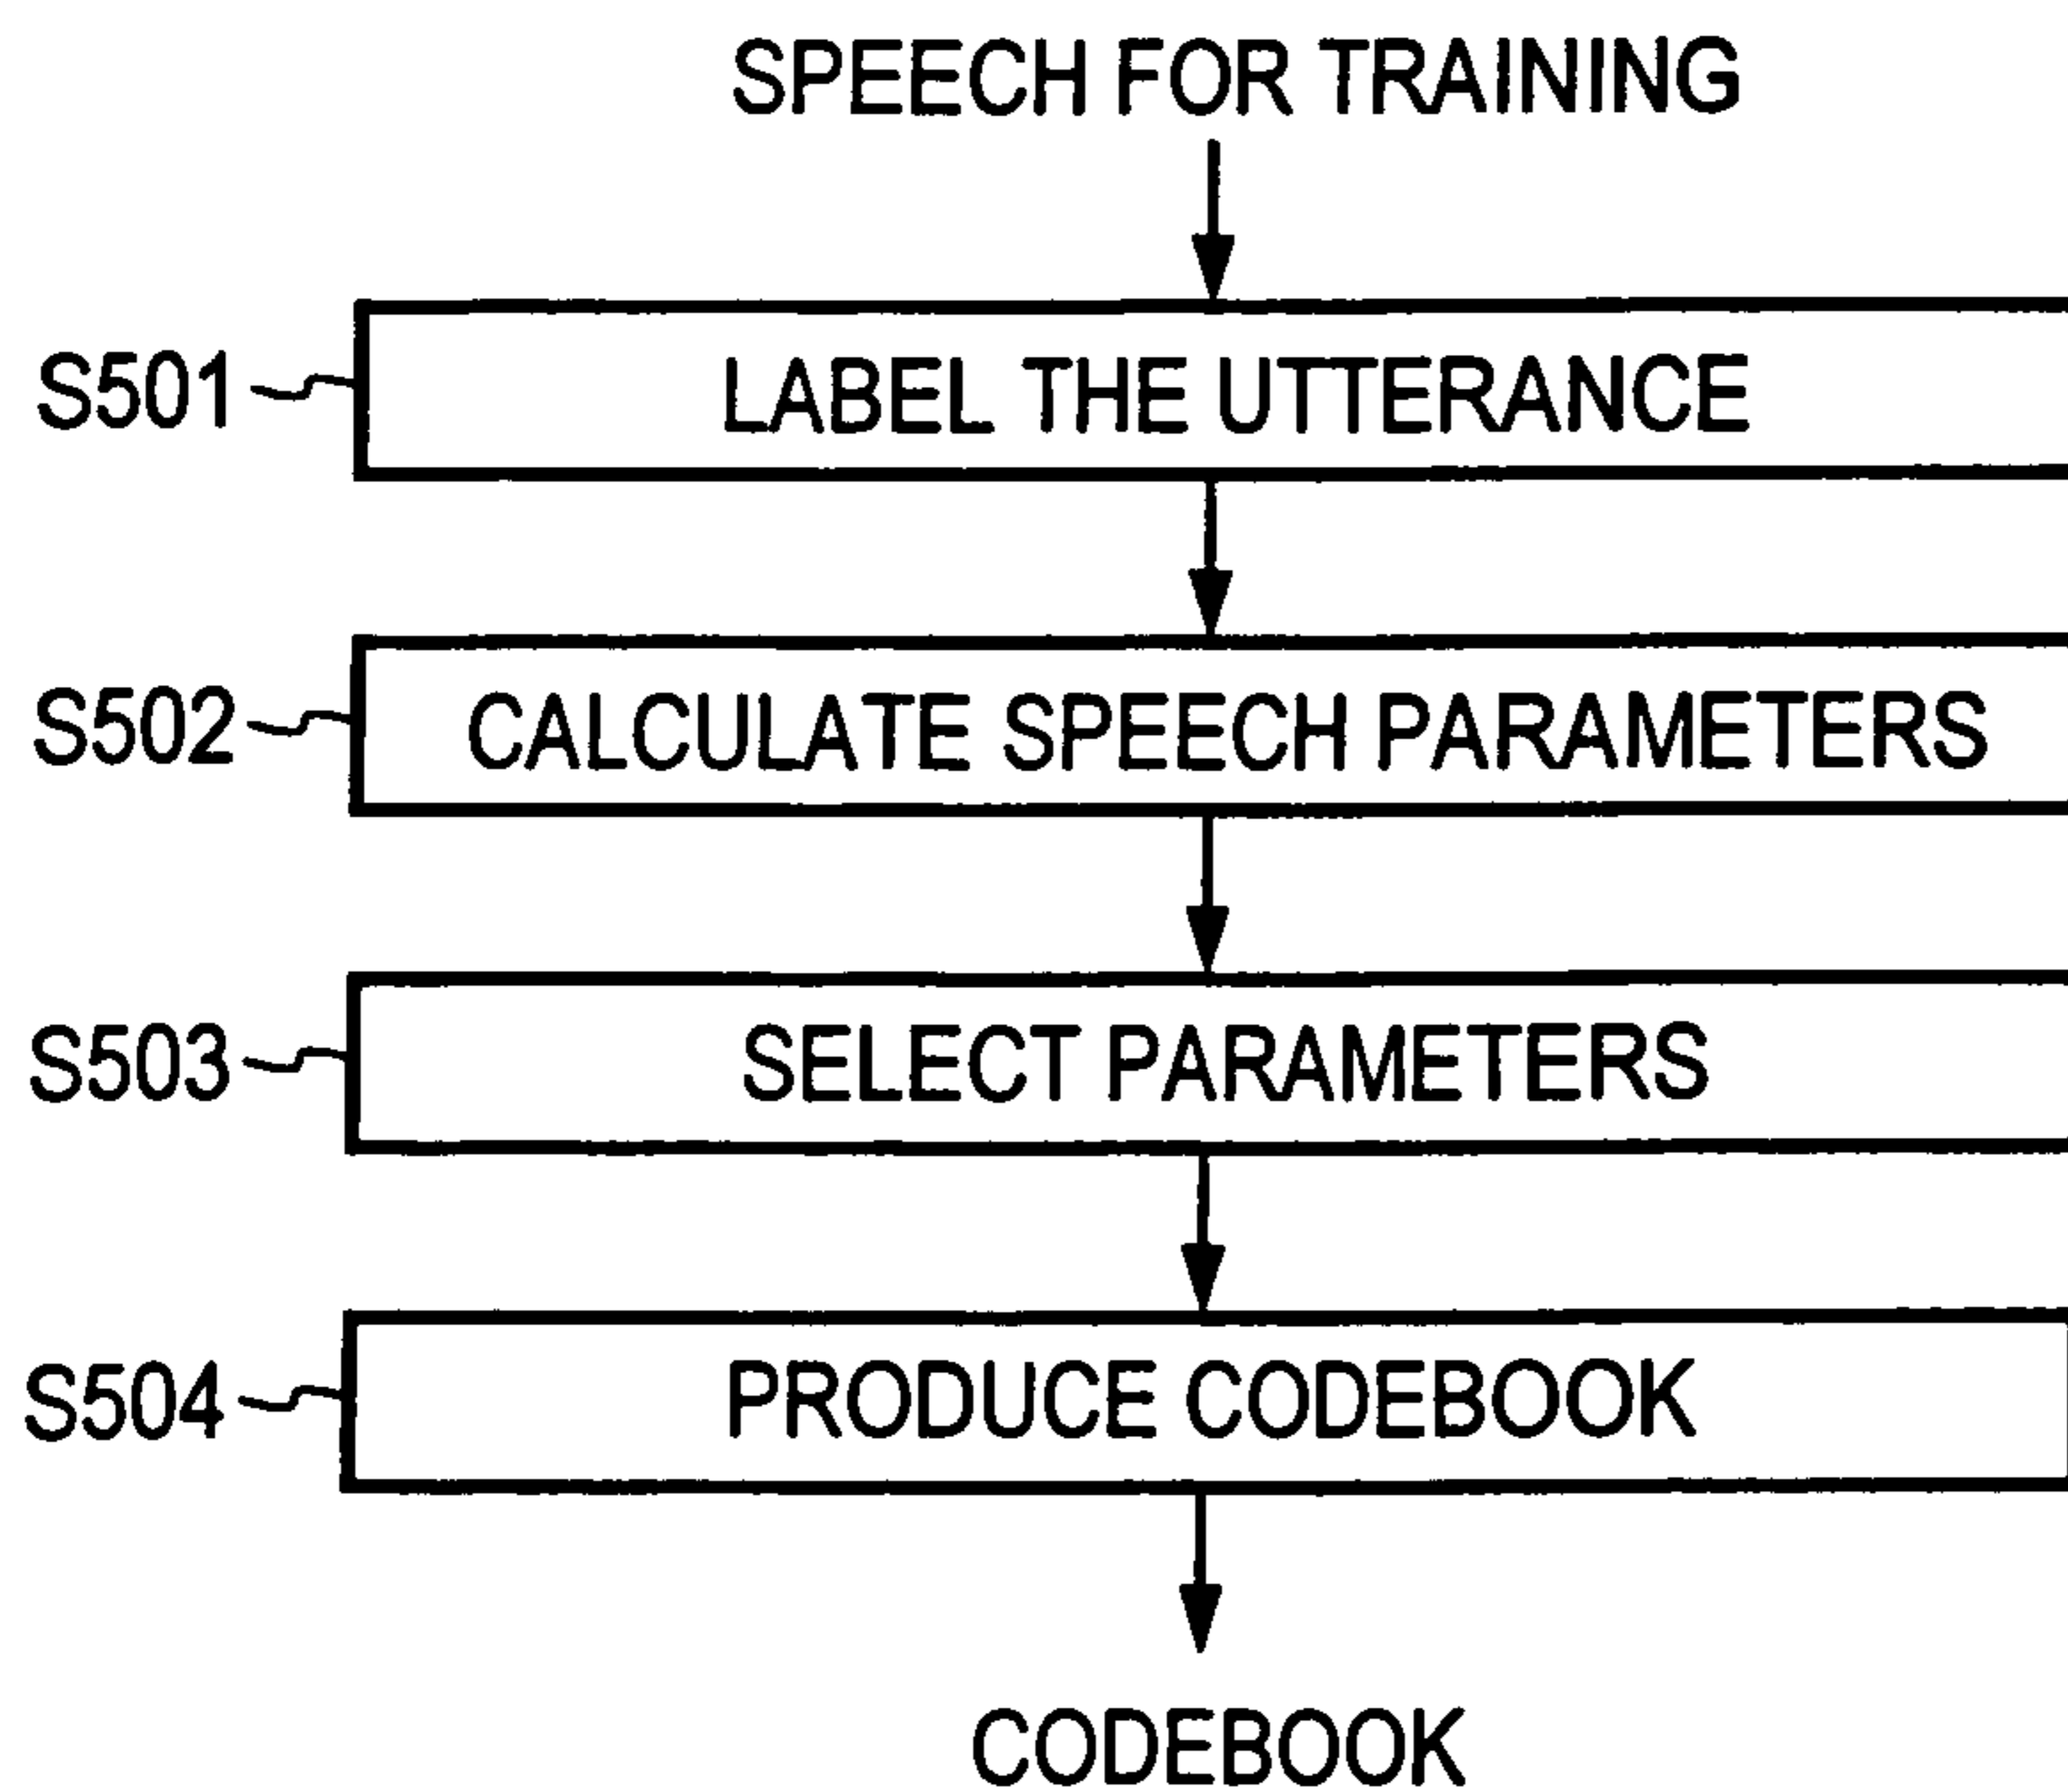 SPEECH FOR TRAINING
S501 LABEL THE UTTERANCE
S502 CALCULATE SPEECH PARAMETERS
S503 SELECT PARAMETERS
S504 PRODUCE CODEBOOK
CODEBOOK